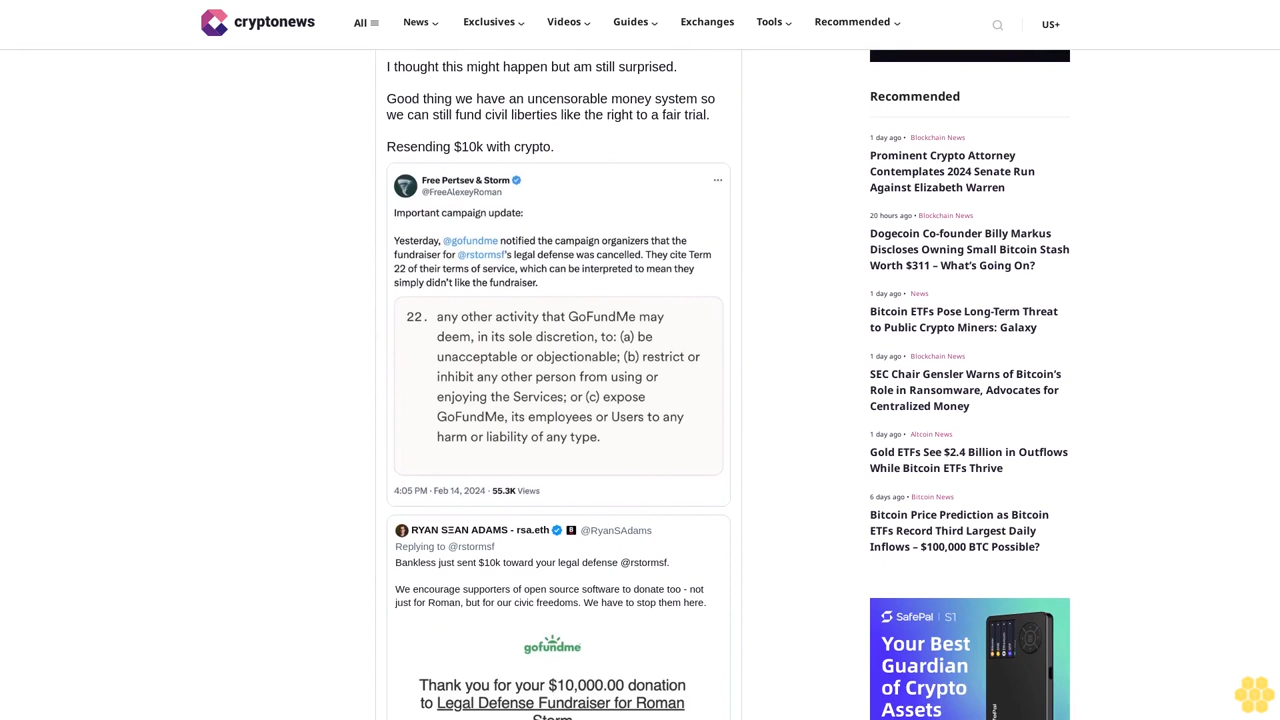 cryptonews
All
News
Exclusives
Videos
Guides
Exchanges
Tools
Recommended
US+
I thought this might happen but am still surprised.
Good thing we have an uncensorable money system so
we can still fund civil liberties like the right to a fair trial.
Resending $10k with crypto.
Free Pertsev & Storm
@FreeAlexeyRoman
Important campaign update:
Yesterday, @gofundme notified the campaign organizers that the
fundraiser for @rstormsf's legal defense was cancelled. They cite Term
22 of their terms of service, which can be interpreted to mean they
simply didn't like the fundraiser.
22. any other activity that GoFundMe may
deem, in its sole discretion, to: (a) be
unacceptable or objectionable; (b) restrict or
inhibit any other person from using or
enjoying the Services; or (c) expose
GoFundMe, its employees or Users to any
harm or liability of any type.
4:05 PM · Feb 14, 2024 · 55.3K Views
RYAN SΞAN ADAMS - rsa.eth @RyanSAdams
Replying to @rstormsf
Bankless just sent $10k toward your legal defense @rstormsf.
We encourage supporters of open source software to donate too - not
just for Roman, but for our civic freedoms. We have to stop them here.
gofundme
Thank you for your $10,000.00 donation
to Legal Defense Fundraiser for Roman
Storm
Recommended
1 day ago • Blockchain News
Prominent Crypto Attorney
Contemplates 2024 Senate Run
Against Elizabeth Warren
20 hours ago • Blockchain News
Dogecoin Co-founder Billy Markus
Discloses Owning Small Bitcoin Stash
Worth $311 – What's Going On?
1 day ago • News
Bitcoin ETFs Pose Long-Term Threat
to Public Crypto Miners: Galaxy
1 day ago • Blockchain News
SEC Chair Gensler Warns of Bitcoin's
Role in Ransomware, Advocates for
Centralized Money
1 day ago • Altcoin News
Gold ETFs See $2.4 Billion in Outflows
While Bitcoin ETFs Thrive
6 days ago • Bitcoin News
Bitcoin Price Prediction as Bitcoin
ETFs Record Third Largest Daily
Inflows – $100,000 BTC Possible?
SafePal | S1
Your Best
Guardian
of Crypto
Assets
SafePal